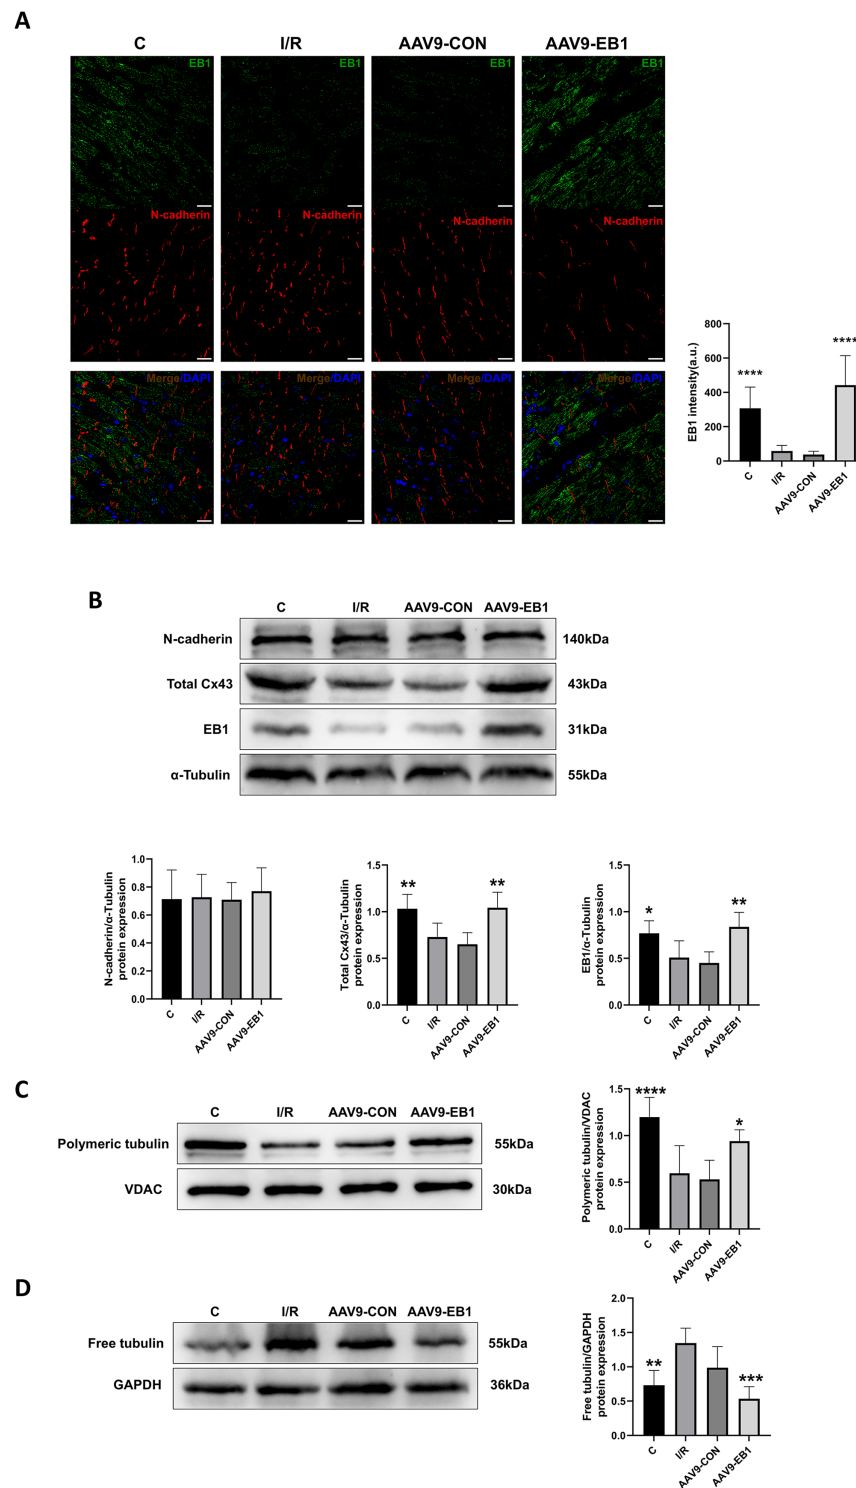 A
C I/R AAV9-CON AAV9-EB1
EB1 EB1 EB1 EB1
N-cadherin N-cadherin N-cadherin N-cadherin
Merge/DAPI Merge/DAPI Merge/DAPI Merge/DAPI
EB1 intensity(a.u.)
800
600
400
200
0
**** ****
C I/R AAV9-CON AAV9-EB1
B
C I/R AAV9-CON AAV9-EB1
N-cadherin 140kDa
Total Cx43 43kDa
EB1 31kDa
α-Tubulin 55kDa
N-cadherin/α-Tubulin
protein expression
1.0
0.8
0.6
0.4
0.2
0.0
C I/R AAV9-CON AAV9-EB1
Total Cx43/α-Tubulin
protein expression
1.5
1.0
0.5
0.0
** **
C I/R AAV9-CON AAV9-EB1
EB1/α-Tubulin
protein expression
1.5
1.0
0.5
0.0
* **
C I/R AAV9-CON AAV9-EB1
C
C I/R AAV9-CON AAV9-EB1
Polymeric tubulin 55kDa
VDAC 30kDa
Polymeric tubulin/VDAC
protein expression
1.5
1.0
0.5
0.0
**** *
C I/R AAV9-CON AAV9-EB1
D
C I/R AAV9-CON AAV9-EB1
Free tubulin 55kDa
GAPDH 36kDa
Free tubulin/GAPDH
protein expression
2.0
1.5
1.0
0.5
0.0
** ***
C I/R AAV9-CON AAV9-EB1